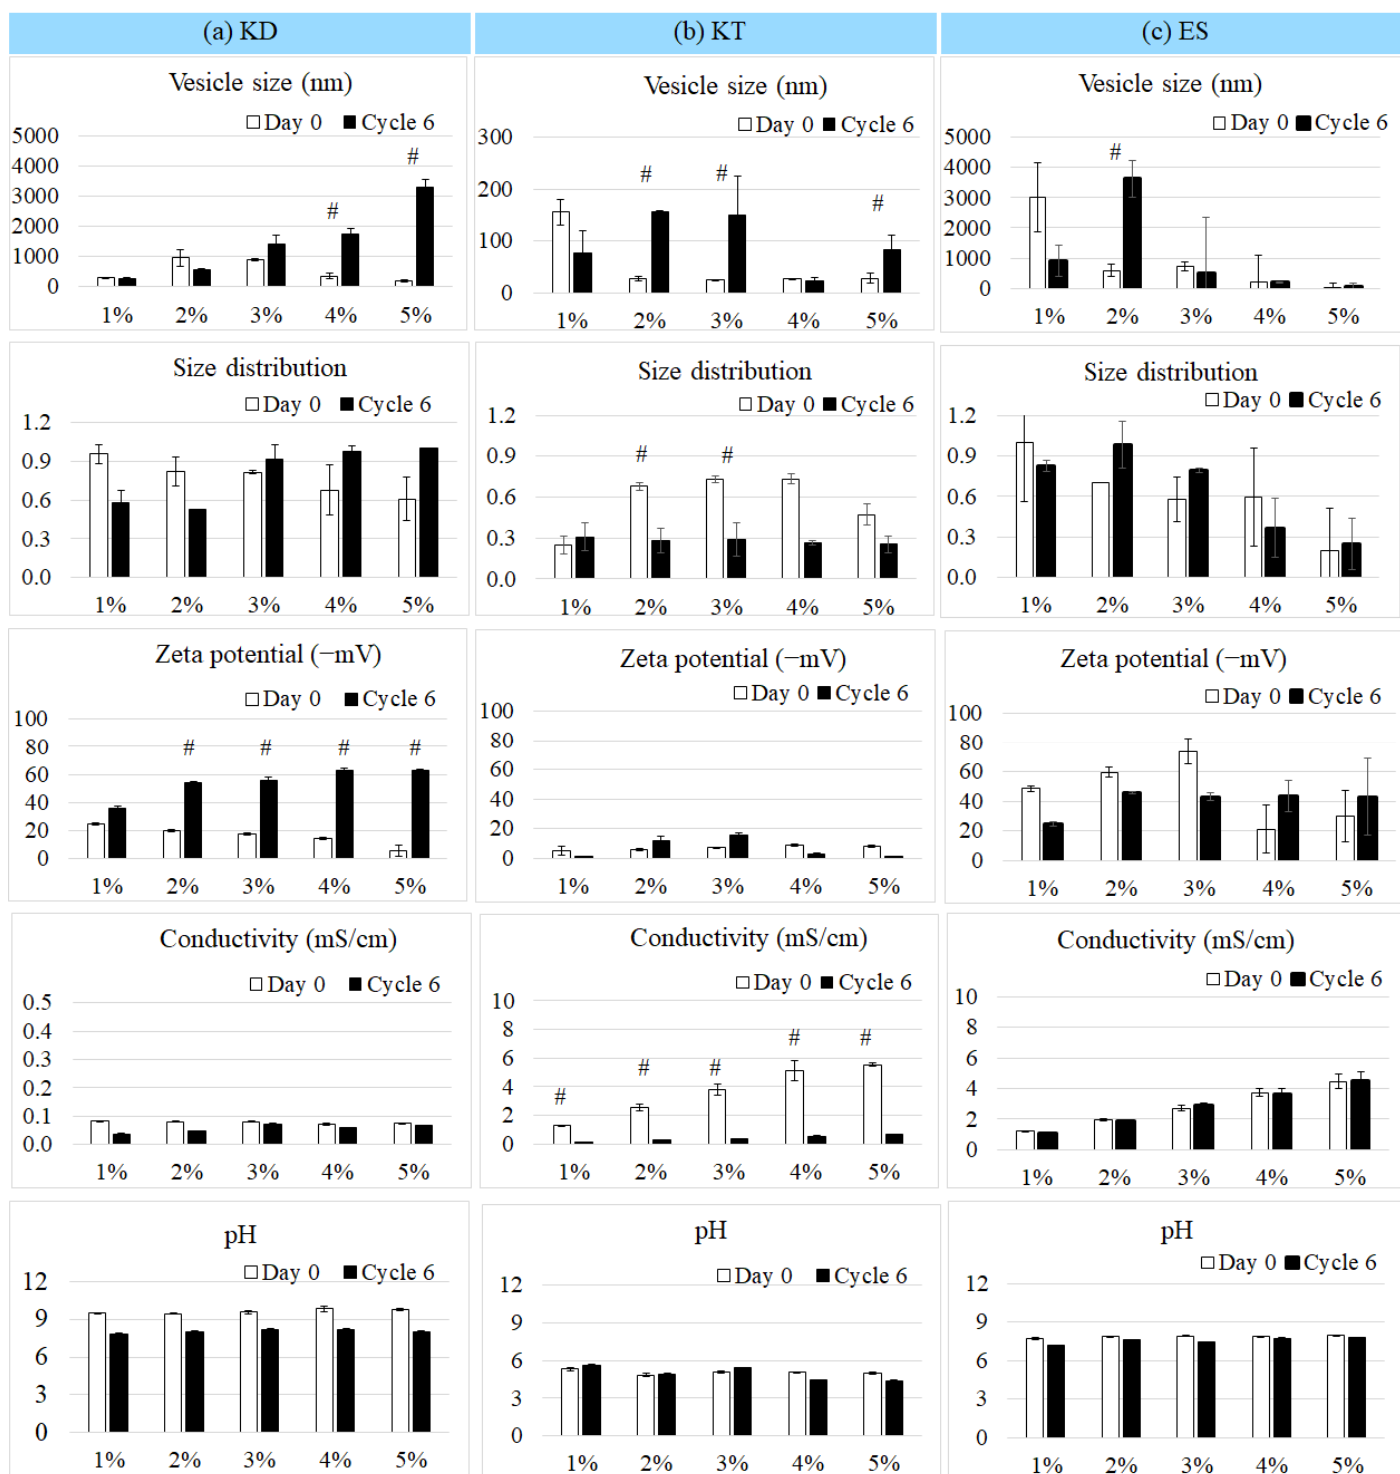 (a) KD
Vesicle size (nm)
Day 0 Cycle 6
5000
4000
3000
2000
1000
0
# #
1% 2% 3% 4% 5%
Size distribution
Day 0 Cycle 6
1.2
0.9
0.6
0.3
0.0
1% 2% 3% 4% 5%
Zeta potential (−mV)
Day 0 Cycle 6
100
80
60
40
20
0
# # # #
1% 2% 3% 4% 5%
Conductivity (mS/cm)
Day 0 Cycle 6
0.5
0.4
0.3
0.2
0.1
0.0
1% 2% 3% 4% 5%
pH
Day 0 Cycle 6
12
9
6
3
0
1% 2% 3% 4% 5%
(b) KT
Vesicle size (nm)
Day 0 Cycle 6
300
200
100
0
# # #
1% 2% 3% 4% 5%
Size distribution
Day 0 Cycle 6
1.2
0.9
0.6
0.3
0.0
# #
1% 2% 3% 4% 5%
Zeta potential (−mV)
Day 0 Cycle 6
100
80
60
40
20
0
1% 2% 3% 4% 5%
Conductivity (mS/cm)
Day 0 Cycle 6
10
8
6
4
2
0
# # # # #
1% 2% 3% 4% 5%
pH
Day 0 Cycle 6
12
9
6
3
0
1% 2% 3% 4% 5%
(c) ES
Vesicle size (nm)
Day 0 Cycle 6
5000
4000
3000
2000
1000
0
#
1% 2% 3% 4% 5%
Size distribution
Day 0 Cycle 6
1.2
0.9
0.6
0.3
0.0
1% 2% 3% 4% 5%
Zeta potential (−mV)
Day 0 Cycle 6
100
80
60
40
20
0
1% 2% 3% 4% 5%
Conductivity (mS/cm)
Day 0 Cycle 6
10
8
6
4
2
0
1% 2% 3% 4% 5%
pH
Day 0 Cycle 6
12
9
6
3
0
1% 2% 3% 4% 5%